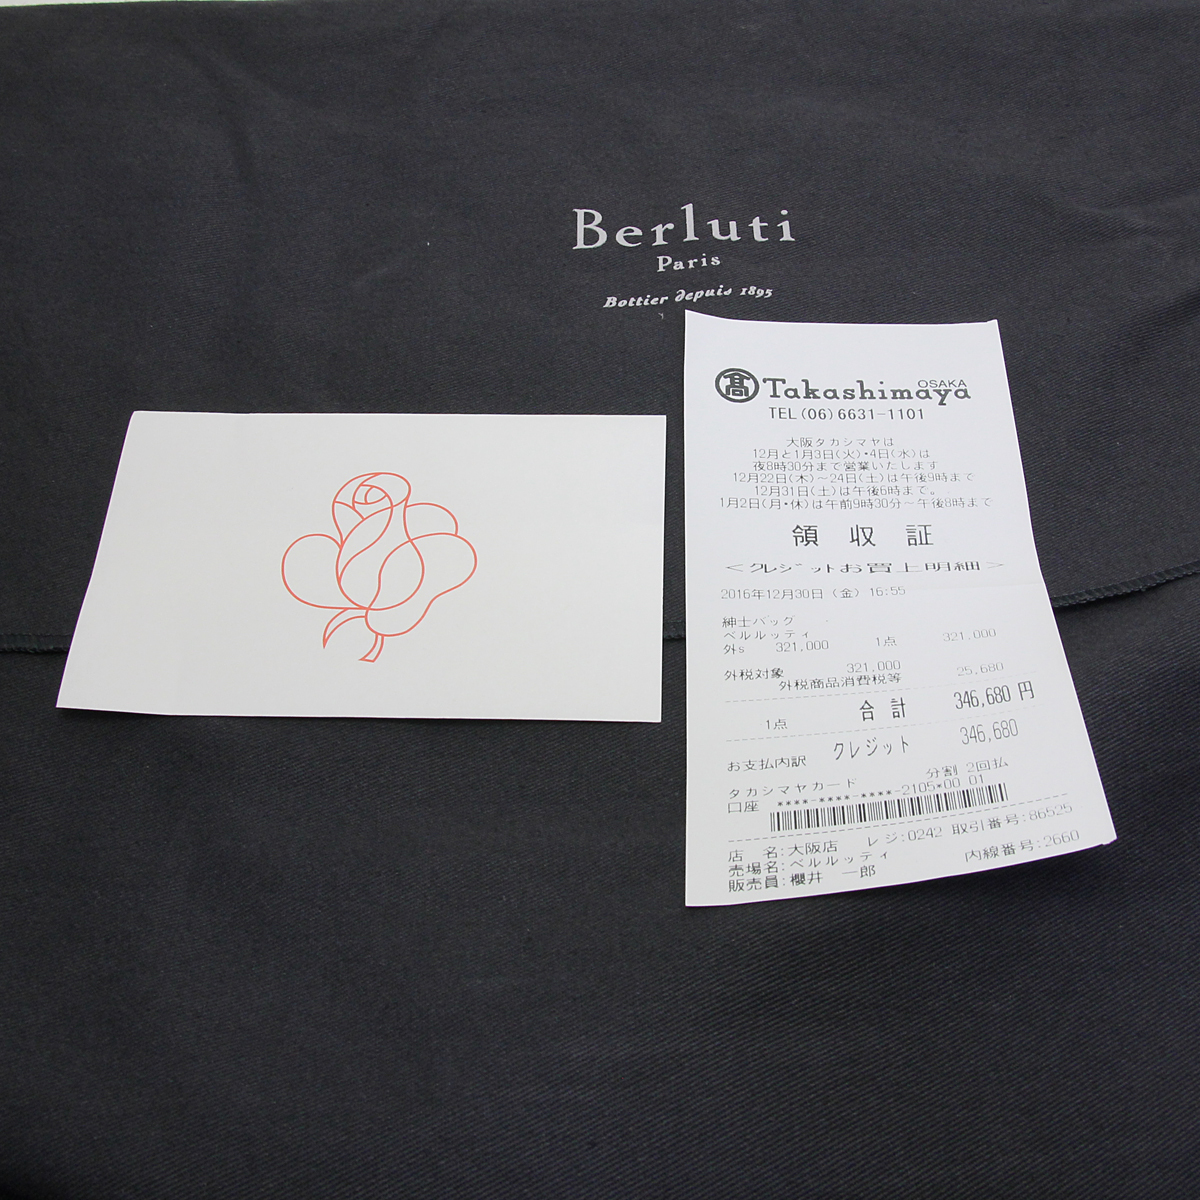 Berluti
Paris
Bottier depuis 1895
髙 Takashimaya OSAKA
TEL (06) 6631-1101
大阪タカシマヤは
12月と1月3日(火)・4日(水)は
夜8時30分まで営業いたします
12月22日(木)～24日(土)は午後9時まで
12月31日(土)は午後6時まで。
1月2日(月・休)は午前9時30分～午後8時まで
領 収 証
＜クレジットお買上明細＞
2016年12月30日 (金) 16:55
紳士バッグ
ベルルッティ
外s 321,000 1点 321,000
外税対象 321,000
外税商品消費税等 25,680
1点 合 計 346,680 円
お支払内訳 クレジット 346,680
タカシマヤカード 分割 2回払
口座 ****-****-****-2105*00 01
店 名:大阪店 レジ:0242 取引番号:86525
売場名:ベルルッティ 内線番号:2660
販売員:櫻井 一郎